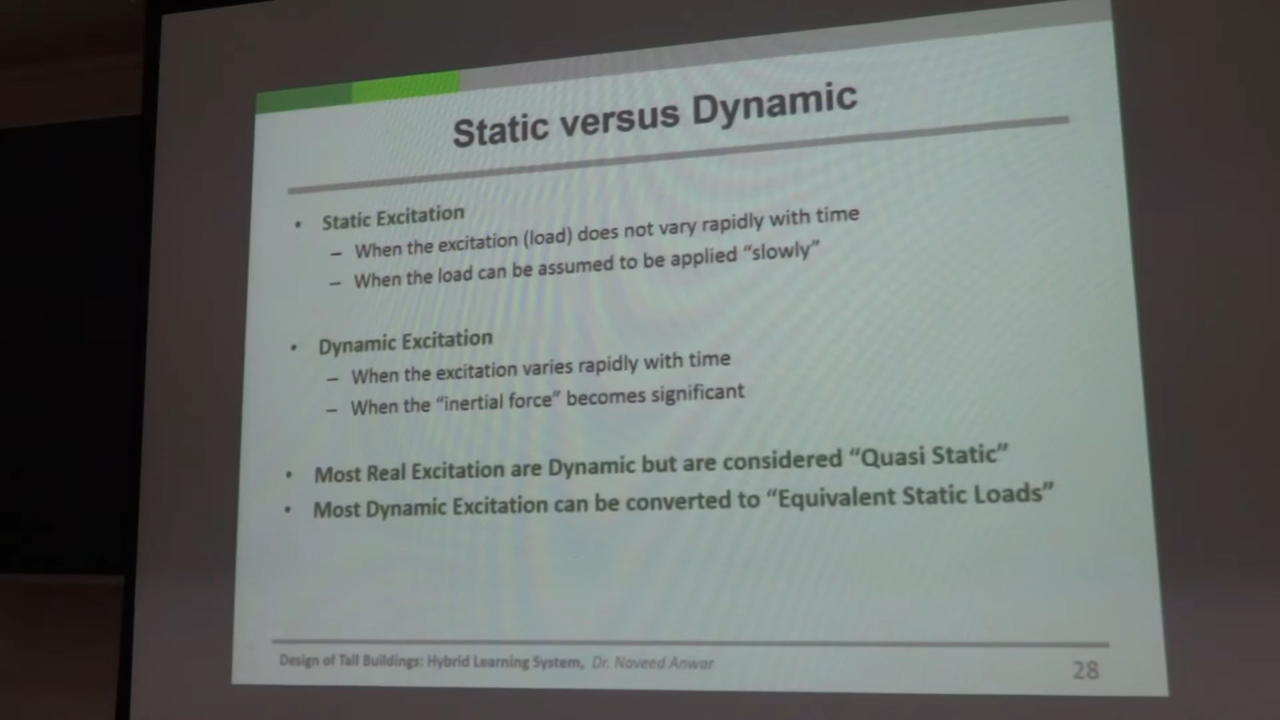 Static versus Dynamic
• Static Excitation
– When the excitation (load) does not vary rapidly with time
– When the load can be assumed to be applied “slowly”
• Dynamic Excitation
– When the excitation varies rapidly with time
– When the “inertial force” becomes significant
• Most Real Excitation are Dynamic but are considered “Quasi Static”
• Most Dynamic Excitation can be converted to “Equivalent Static Loads”
Design of Tall Buildings: Hybrid Learning System, Dr. Naveed Anwar
28